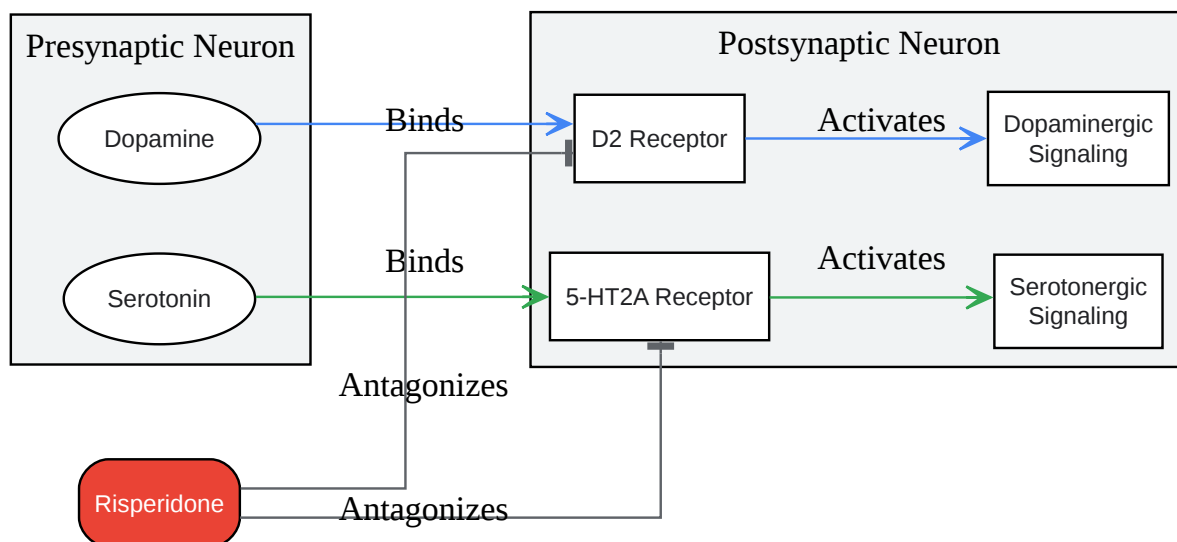 Presynaptic Neuron
Postsynaptic Neuron
Dopamine
Binds
D2 Receptor
Activates
Dopaminergic
Signaling
Serotonin
Binds
5-HT2A Receptor
Activates
Serotonergic
Signaling
Antagonizes
Risperidone
Antagonizes